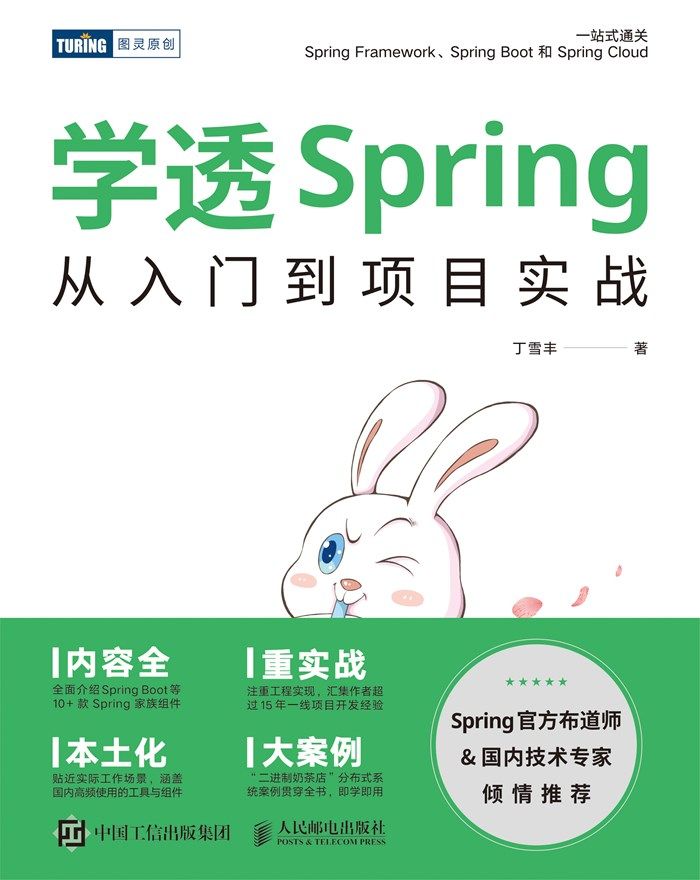 TURING 图灵原创
一站式通关
Spring Framework、Spring Boot 和 Spring Cloud
学透Spring
从入门到项目实战
丁雪丰 著
内容全
全面介绍Spring Boot等
10+ 款 Spring 家族组件
重实战
注重工程实现，汇集作者超
过15年一线项目开发经验
本土化
贴近实际工作场景，涵盖
国内高频使用的工具与组件
大案例
“二进制奶茶店”分布式系
统案例贯穿全书，即学即用
★★★★★
Spring官方布道师
&国内技术专家
倾情推荐
中国工信出版集团
人民邮电出版社
POSTS & TELECOM PRESS